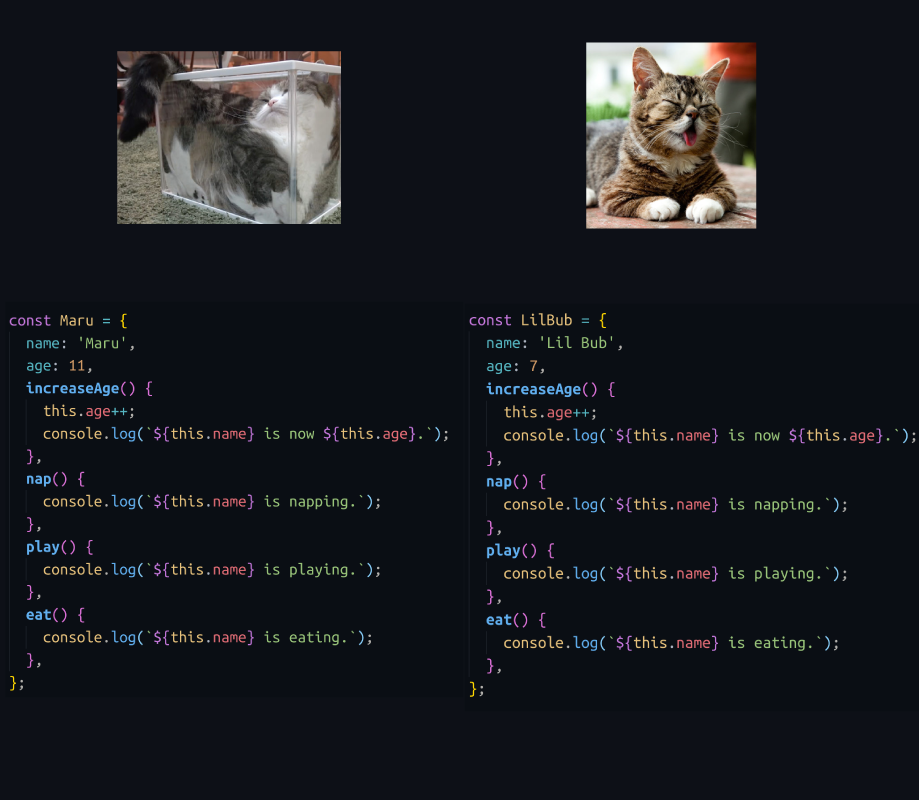 const Maru = {
  name: 'Maru',
  age: 11,
  increaseAge() {
    this.age++;
    console.log(`${this.name} is now ${this.age}.`);
  },
  nap() {
    console.log(`${this.name} is napping.`);
  },
  play() {
    console.log(`${this.name} is playing.`);
  },
  eat() {
    console.log(`${this.name} is eating.`);
  },
};
const LilBub = {
  name: 'Lil Bub',
  age: 7,
  increaseAge() {
    this.age++;
    console.log(`${this.name} is now ${this.age}.`);
  },
  nap() {
    console.log(`${this.name} is napping.`);
  },
  play() {
    console.log(`${this.name} is playing.`);
  },
  eat() {
    console.log(`${this.name} is eating.`);
  },
};